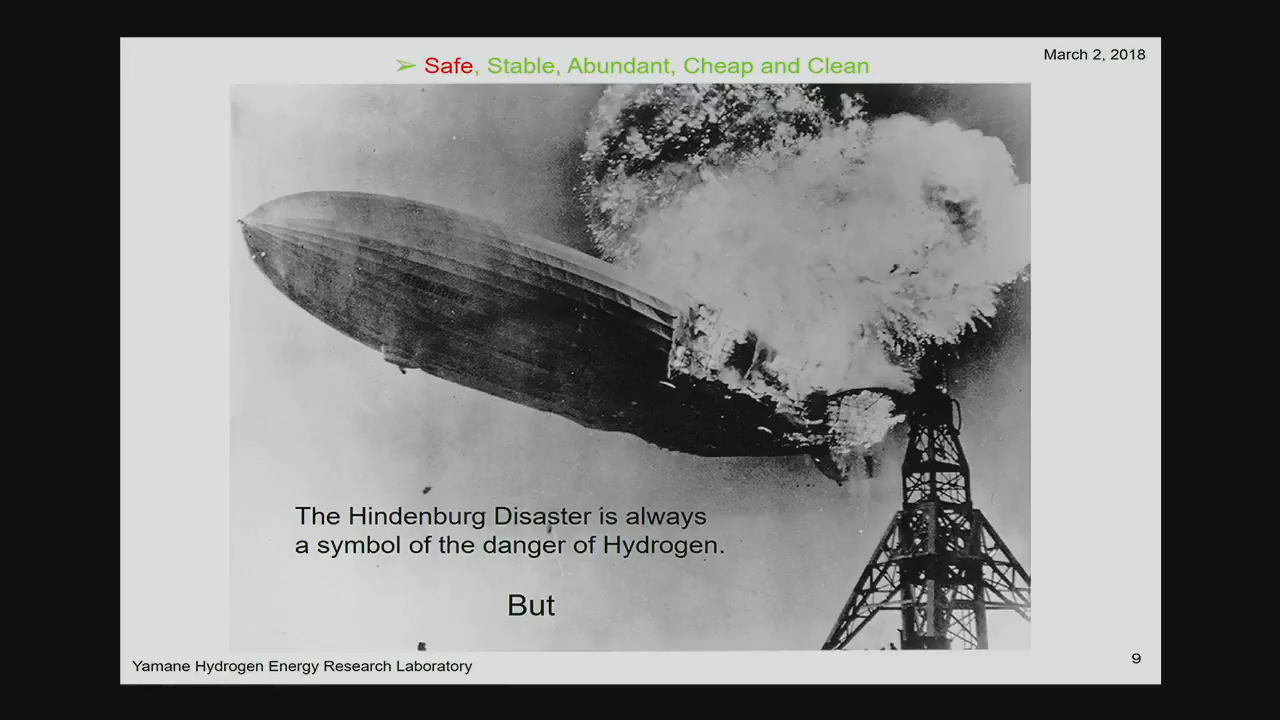 ➢ Safe, Stable, Abundant, Cheap and Clean
March 2, 2018
The Hindenburg Disaster is always
a symbol of the danger of Hydrogen.
But
Yamane Hydrogen Energy Research Laboratory
9